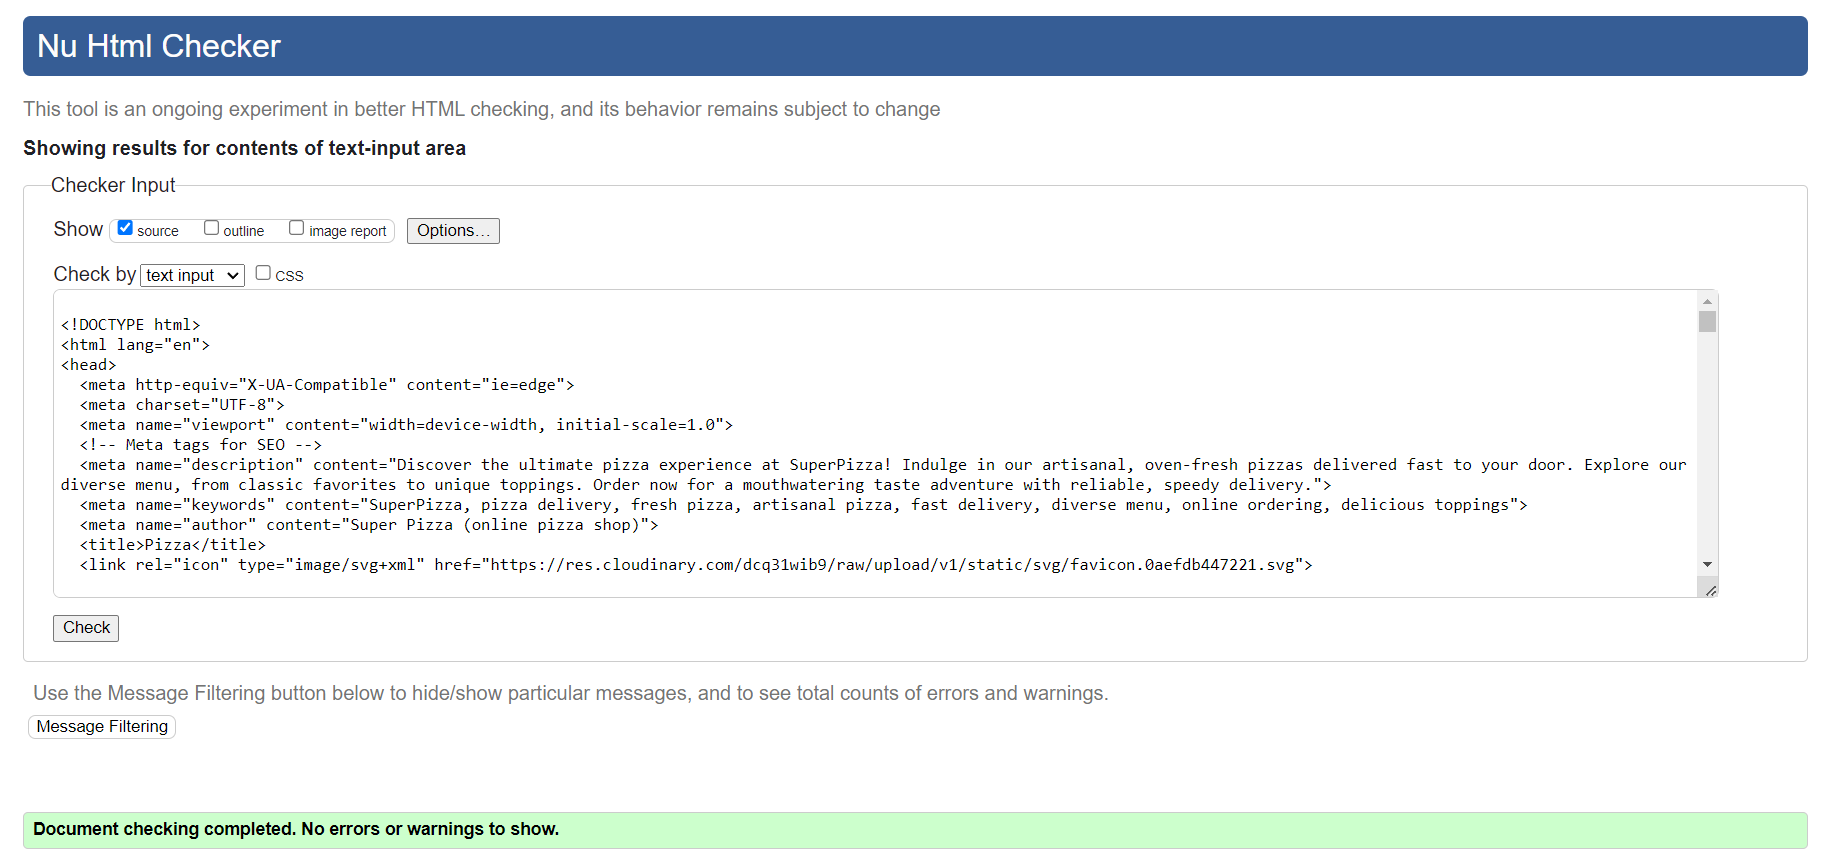 Nu Html Checker
This tool is an ongoing experiment in better HTML checking, and its behavior remains subject to change
Showing results for contents of text-input area
Checker Input
Show source outline image report Options...
Check by text input CSS
<!DOCTYPE html>
<html lang="en">
<head>
  <meta http-equiv="X-UA-Compatible" content="ie=edge">
  <meta charset="UTF-8">
  <meta name="viewport" content="width=device-width, initial-scale=1.0">
  <!-- Meta tags for SEO -->
  <meta name="description" content="Discover the ultimate pizza experience at SuperPizza! Indulge in our artisanal, oven-fresh pizzas delivered fast to your door. Explore our
diverse menu, from classic favorites to unique toppings. Order now for a mouthwatering taste adventure with reliable, speedy delivery.">
  <meta name="keywords" content="SuperPizza, pizza delivery, fresh pizza, artisanal pizza, fast delivery, diverse menu, online ordering, delicious toppings">
  <meta name="author" content="Super Pizza (online pizza shop)">
  <title>Pizza</title>
  <link rel="icon" type="image/svg+xml" href="https://res.cloudinary.com/dcq31wib9/raw/upload/v1/static/svg/favicon.0aefdb447221.svg">
Check
Use the Message Filtering button below to hide/show particular messages, and to see total counts of errors and warnings.
Message Filtering
Document checking completed. No errors or warnings to show.